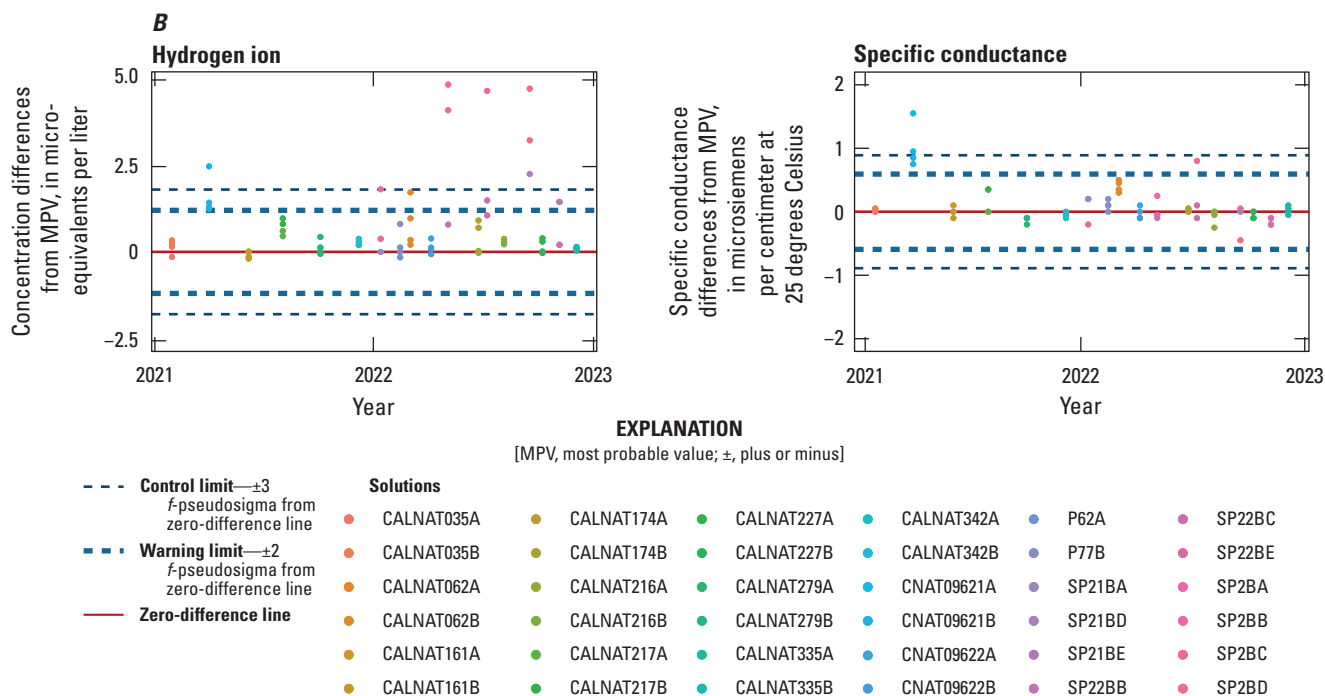 B
Hydrogen ion
Concentration differences
from MPV, in micro-
equivalents per liter
5.0
2.5
0
−2.5
2021
2022
2023
Year
Specific conductance
Specific conductance
differences from MPV,
in microsiemens
per centimeter at
25 degrees Celsius
2
1
0
−1
−2
2021
2022
2023
Year
EXPLANATION
[MPV, most probable value; ±, plus or minus]
Control limit—±3
f-pseudosigma from
zero-difference line
Warning limit—±2
f-pseudosigma from
zero-difference line
Zero-difference line
Solutions
CALNAT035A
CALNAT035B
CALNAT062A
CALNAT062B
CALNAT161A
CALNAT161B
CALNAT174A
CALNAT174B
CALNAT216A
CALNAT216B
CALNAT217A
CALNAT217B
CALNAT227A
CALNAT227B
CALNAT279A
CALNAT279B
CALNAT335A
CALNAT335B
CALNAT342A
CALNAT342B
CNAT09621A
CNAT09621B
CNAT09622A
CNAT09622B
P62A
P77B
SP21BA
SP21BD
SP21BE
SP22BB
SP22BC
SP22BE
SP2BA
SP2BB
SP2BC
SP2BD